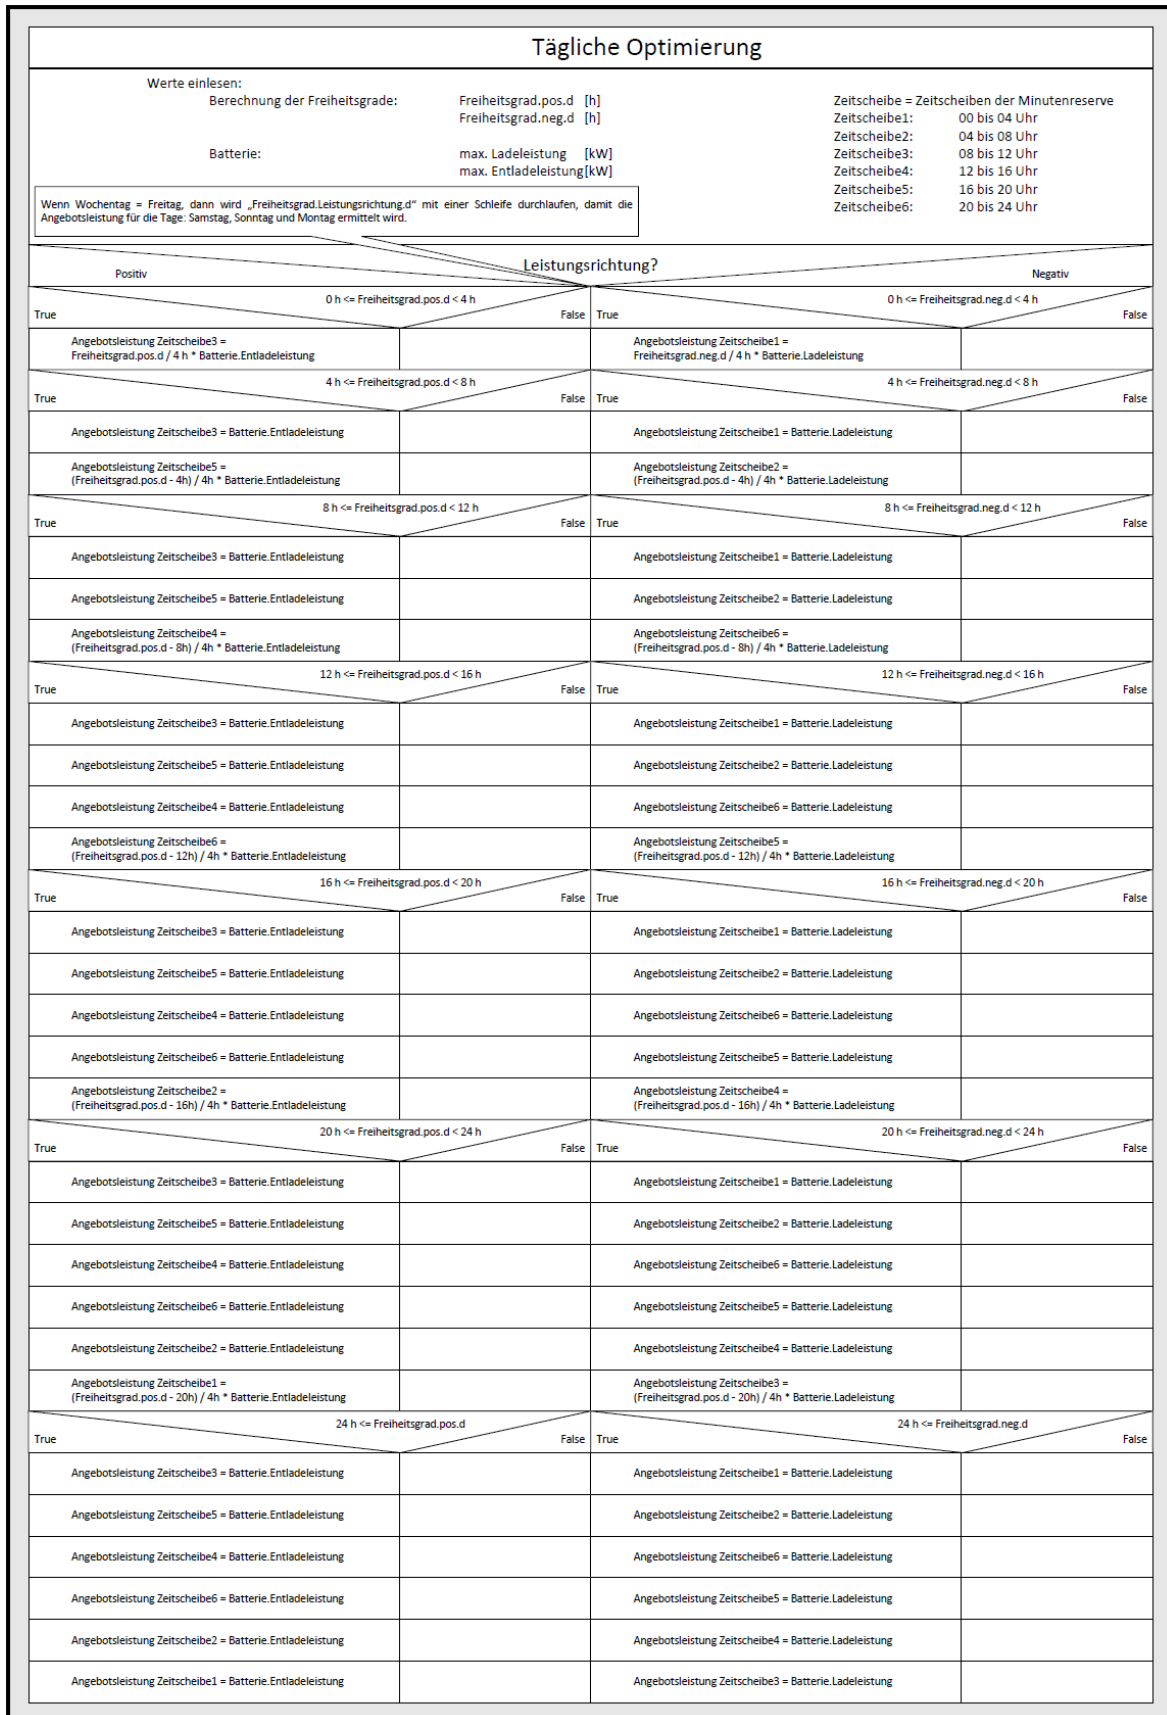 Tägliche Optimierung
Werte einlesen:
Berechnung der Freiheitsgrade: Freiheitsgrad.pos.d [h]
Freiheitsgrad.neg.d [h]
Batterie: max. Ladeleistung [kW]
max. Entladeleistung[kW]
Zeitscheibe = Zeitscheiben der Minutenreserve
Zeitscheibe1: 00 bis 04 Uhr
Zeitscheibe2: 04 bis 08 Uhr
Zeitscheibe3: 08 bis 12 Uhr
Zeitscheibe4: 12 bis 16 Uhr
Zeitscheibe5: 16 bis 20 Uhr
Zeitscheibe6: 20 bis 24 Uhr
Wenn Wochentag = Freitag, dann wird „Freiheitsgrad.Leistungsrichtung.d" mit einer Schleife durchlaufen, damit die
Angebotsleistung für die Tage: Samstag, Sonntag und Montag ermittelt wird.
Leistungsrichtung?
Positiv
Negativ
0 h <= Freiheitsgrad.pos.d < 4 h
True False
Angebotsleistung Zeitscheibe3 =
Freiheitsgrad.pos.d / 4 h * Batterie.Entladeleistung
4 h <= Freiheitsgrad.pos.d < 8 h
True False
Angebotsleistung Zeitscheibe3 = Batterie.Entladeleistung
Angebotsleistung Zeitscheibe5 =
(Freiheitsgrad.pos.d - 4h) / 4h * Batterie.Entladeleistung
8 h <= Freiheitsgrad.pos.d < 12 h
True False
Angebotsleistung Zeitscheibe3 = Batterie.Entladeleistung
Angebotsleistung Zeitscheibe5 = Batterie.Entladeleistung
Angebotsleistung Zeitscheibe4 =
(Freiheitsgrad.pos.d - 8h) / 4h * Batterie.Entladeleistung
12 h <= Freiheitsgrad.pos.d < 16 h
True False
Angebotsleistung Zeitscheibe3 = Batterie.Entladeleistung
Angebotsleistung Zeitscheibe5 = Batterie.Entladeleistung
Angebotsleistung Zeitscheibe4 = Batterie.Entladeleistung
Angebotsleistung Zeitscheibe6 =
(Freiheitsgrad.pos.d - 12h) / 4h * Batterie.Entladeleistung
16 h <= Freiheitsgrad.pos.d < 20 h
True False
Angebotsleistung Zeitscheibe3 = Batterie.Entladeleistung
Angebotsleistung Zeitscheibe5 = Batterie.Entladeleistung
Angebotsleistung Zeitscheibe4 = Batterie.Entladeleistung
Angebotsleistung Zeitscheibe6 = Batterie.Entladeleistung
Angebotsleistung Zeitscheibe2 =
(Freiheitsgrad.pos.d - 16h) / 4h * Batterie.Entladeleistung
20 h <= Freiheitsgrad.pos.d < 24 h
True False
Angebotsleistung Zeitscheibe3 = Batterie.Entladeleistung
Angebotsleistung Zeitscheibe5 = Batterie.Entladeleistung
Angebotsleistung Zeitscheibe4 = Batterie.Entladeleistung
Angebotsleistung Zeitscheibe6 = Batterie.Entladeleistung
Angebotsleistung Zeitscheibe2 = Batterie.Entladeleistung
Angebotsleistung Zeitscheibe1 =
(Freiheitsgrad.pos.d - 20h) / 4h * Batterie.Entladeleistung
24 h <= Freiheitsgrad.pos.d
True False
Angebotsleistung Zeitscheibe3 = Batterie.Entladeleistung
Angebotsleistung Zeitscheibe5 = Batterie.Entladeleistung
Angebotsleistung Zeitscheibe4 = Batterie.Entladeleistung
Angebotsleistung Zeitscheibe6 = Batterie.Entladeleistung
Angebotsleistung Zeitscheibe2 = Batterie.Entladeleistung
Angebotsleistung Zeitscheibe1 = Batterie.Entladeleistung
0 h <= Freiheitsgrad.neg.d < 4 h
True False
Angebotsleistung Zeitscheibe1 =
Freiheitsgrad.neg.d / 4 h * Batterie.Ladeleistung
4 h <= Freiheitsgrad.neg.d < 8 h
True False
Angebotsleistung Zeitscheibe1 = Batterie.Ladeleistung
Angebotsleistung Zeitscheibe2 =
(Freiheitsgrad.pos.d - 4h) / 4h * Batterie.Ladeleistung
8 h <= Freiheitsgrad.neg.d < 12 h
True False
Angebotsleistung Zeitscheibe1 = Batterie.Ladeleistung
Angebotsleistung Zeitscheibe2 = Batterie.Ladeleistung
Angebotsleistung Zeitscheibe6 =
(Freiheitsgrad.pos.d - 8h) / 4h * Batterie.Ladeleistung
12 h <= Freiheitsgrad.neg.d < 16 h
True False
Angebotsleistung Zeitscheibe1 = Batterie.Ladeleistung
Angebotsleistung Zeitscheibe2 = Batterie.Ladeleistung
Angebotsleistung Zeitscheibe6 = Batterie.Ladeleistung
Angebotsleistung Zeitscheibe5 =
(Freiheitsgrad.pos.d - 12h) / 4h * Batterie.Ladeleistung
16 h <= Freiheitsgrad.neg.d < 20 h
True False
Angebotsleistung Zeitscheibe1 = Batterie.Ladeleistung
Angebotsleistung Zeitscheibe2 = Batterie.Ladeleistung
Angebotsleistung Zeitscheibe6 = Batterie.Ladeleistung
Angebotsleistung Zeitscheibe5 = Batterie.Ladeleistung
Angebotsleistung Zeitscheibe4 =
(Freiheitsgrad.pos.d - 16h) / 4h * Batterie.Ladeleistung
20 h <= Freiheitsgrad.neg.d < 24 h
True False
Angebotsleistung Zeitscheibe1 = Batterie.Ladeleistung
Angebotsleistung Zeitscheibe2 = Batterie.Ladeleistung
Angebotsleistung Zeitscheibe6 = Batterie.Ladeleistung
Angebotsleistung Zeitscheibe5 = Batterie.Ladeleistung
Angebotsleistung Zeitscheibe4 = Batterie.Ladeleistung
Angebotsleistung Zeitscheibe3 =
(Freiheitsgrad.pos.d - 20h) / 4h * Batterie.Ladeleistung
24 h <= Freiheitsgrad.neg.d
True False
Angebotsleistung Zeitscheibe1 = Batterie.Ladeleistung
Angebotsleistung Zeitscheibe2 = Batterie.Ladeleistung
Angebotsleistung Zeitscheibe6 = Batterie.Ladeleistung
Angebotsleistung Zeitscheibe5 = Batterie.Ladeleistung
Angebotsleistung Zeitscheibe4 = Batterie.Ladeleistung
Angebotsleistung Zeitscheibe3 = Batterie.Ladeleistung